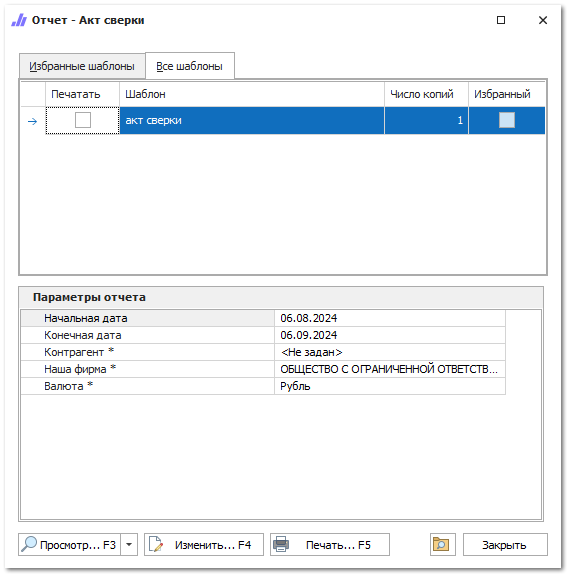 Отчет - Акт сверки
Избранные шаблоны Все шаблоны
Печатать Шаблон Число копий Избранный
акт сверки 1
Параметры отчета
Начальная дата 06.08.2024
Конечная дата 06.09.2024
Контрагент * <Не задан>
Наша фирма * ОБЩЕСТВО С ОГРАНИЧЕННОЙ ОТВЕТСТВ...
Валюта * Рубль
Просмотр... F3 Изменить... F4 Печать... F5 Закрыть